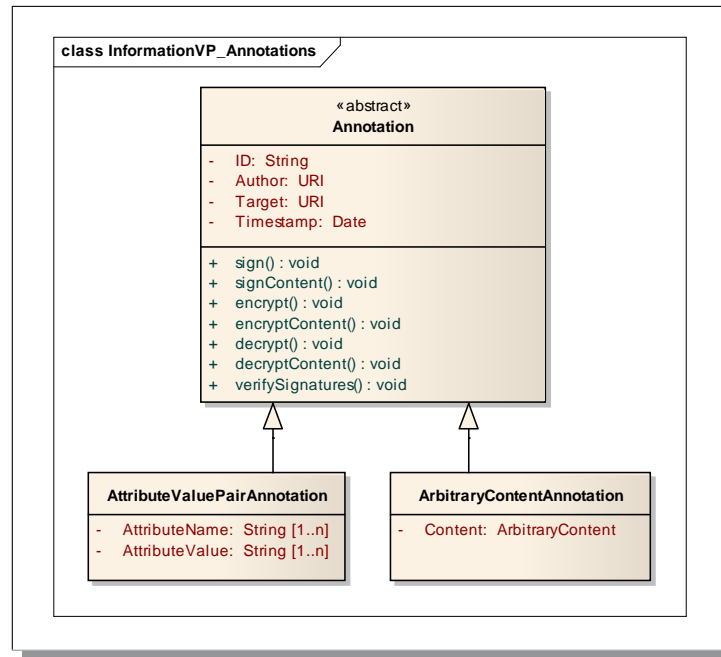 class InformationVP_Annotations
«abstract»
Annotation
- ID: String
- Author: URI
- Target: URI
- Timestamp: Date
+ sign() : void
+ signContent() : void
+ encrypt() : void
+ encryptContent() : void
+ decrypt() : void
+ decryptContent() : void
+ verifySignatures() : void
AttributeValuePairAnnotation
- AttributeName: String [1..n]
- AttributeValue: String [1..n]
ArbitraryContentAnnotation
- Content: ArbitraryContent